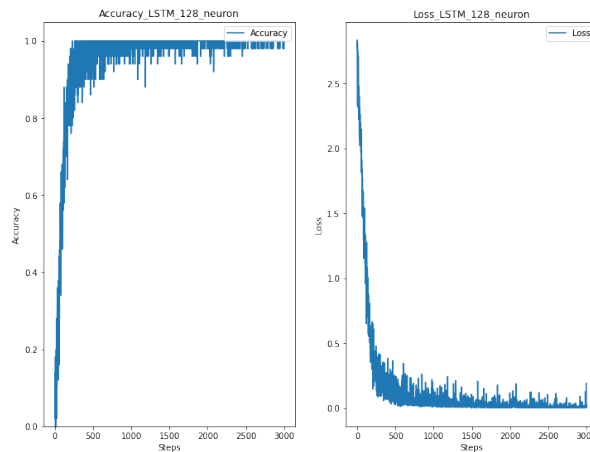 Accuracy_LSTM_128_neuron
Accuracy
1.0
0.8
0.6
0.4
0.2
0.0
Accuracy
0 500 1000 1500 2000 2500 3000
Steps
Loss_LSTM_128_neuron
Loss
2.5
2.0
1.5
1.0
0.5
0.0
Loss
0 500 1000 1500 2000 2500 3000
Steps